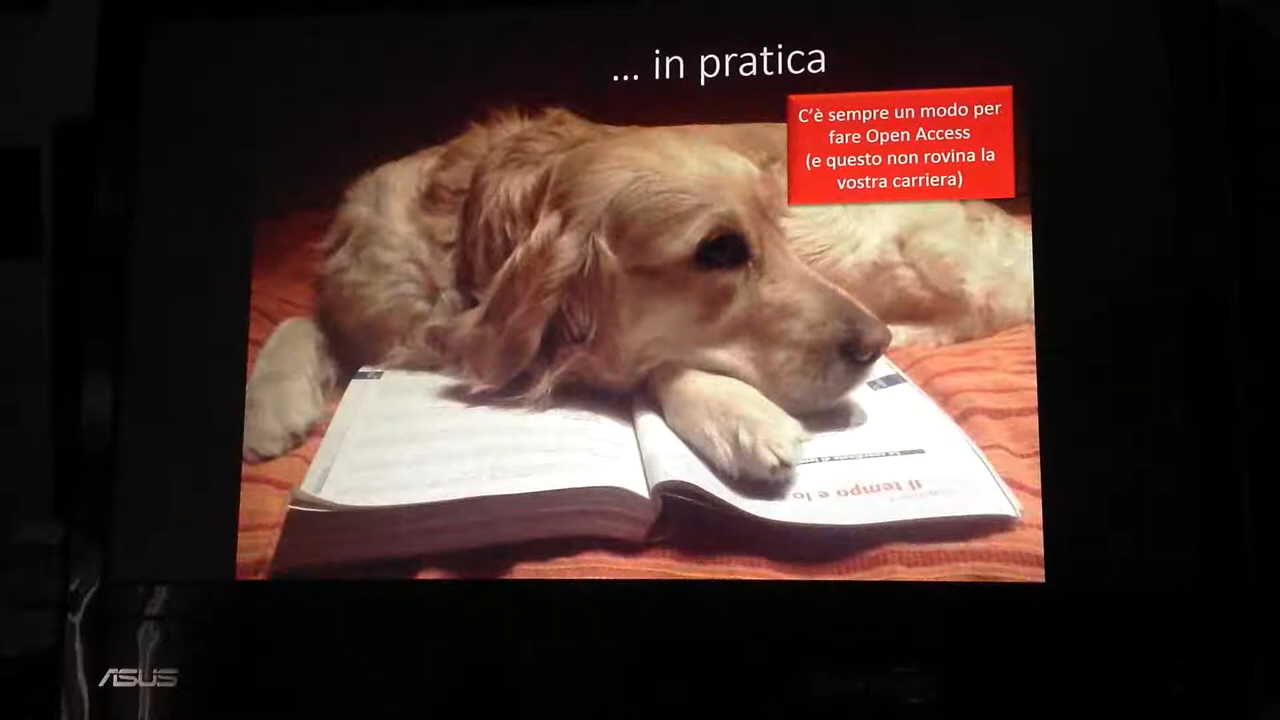 ... in pratica
C'è sempre un modo per
fare Open Access
(e questo non rovina la
vostra carriera)
Il tempo e lo
ASUS